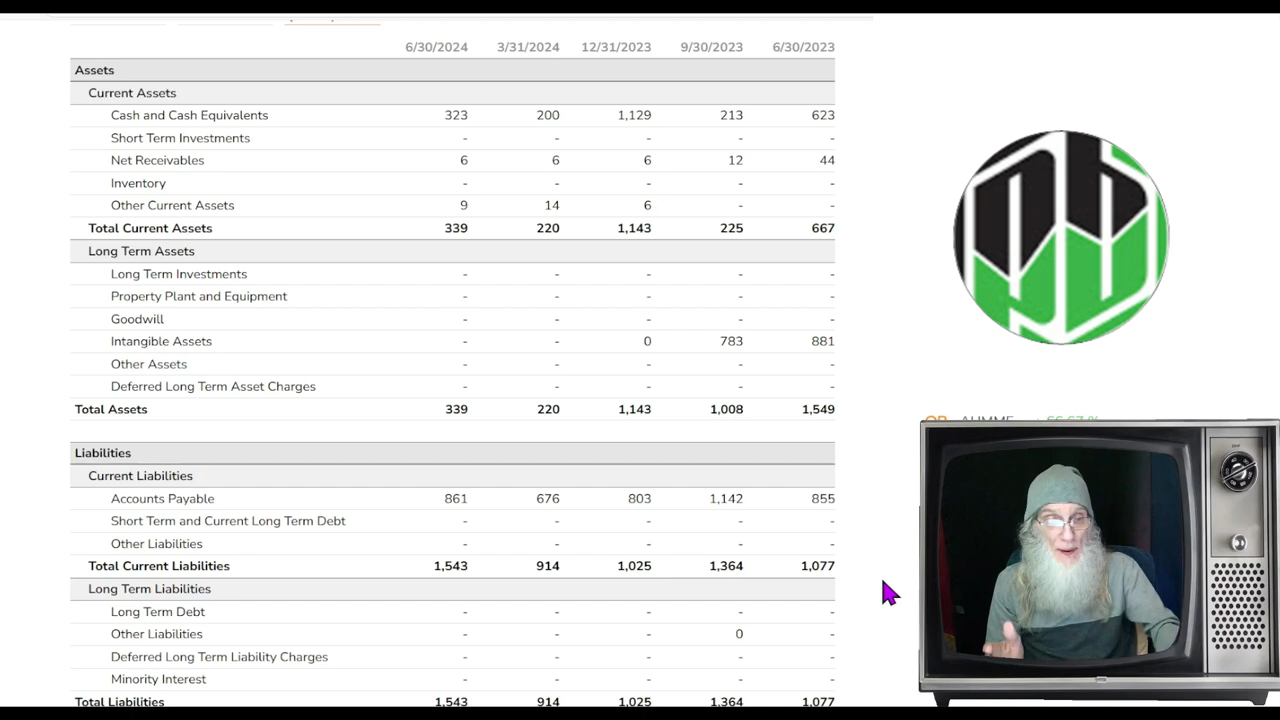 6/30/2024 3/31/2024 12/31/2023 9/30/2023 6/30/2023
Assets
Current Assets
Cash and Cash Equivalents 323 200 1,129 213 623
Short Term Investments - - - - -
Net Receivables 6 6 6 12 44
Inventory - - - - -
Other Current Assets 9 14 6 - -
Total Current Assets 339 220 1,143 225 667
Long Term Assets
Long Term Investments - - - - -
Property Plant and Equipment - - - - -
Goodwill - - - - -
Intangible Assets - - 0 783 881
Other Assets - - - - -
Deferred Long Term Asset Charges - - - - -
Total Assets 339 220 1,143 1,008 1,549
Liabilities
Current Liabilities
Accounts Payable 861 676 803 1,142 855
Short Term and Current Long Term Debt - - - - -
Other Liabilities - - - - -
Total Current Liabilities 1,543 914 1,025 1,364 1,077
Long Term Liabilities
Long Term Debt - - - - -
Other Liabilities - - - 0 -
Deferred Long Term Liability Charges - - - - -
Minority Interest - - - - -
Total Liabilities 1,543 914 1,025 1,364 1,077